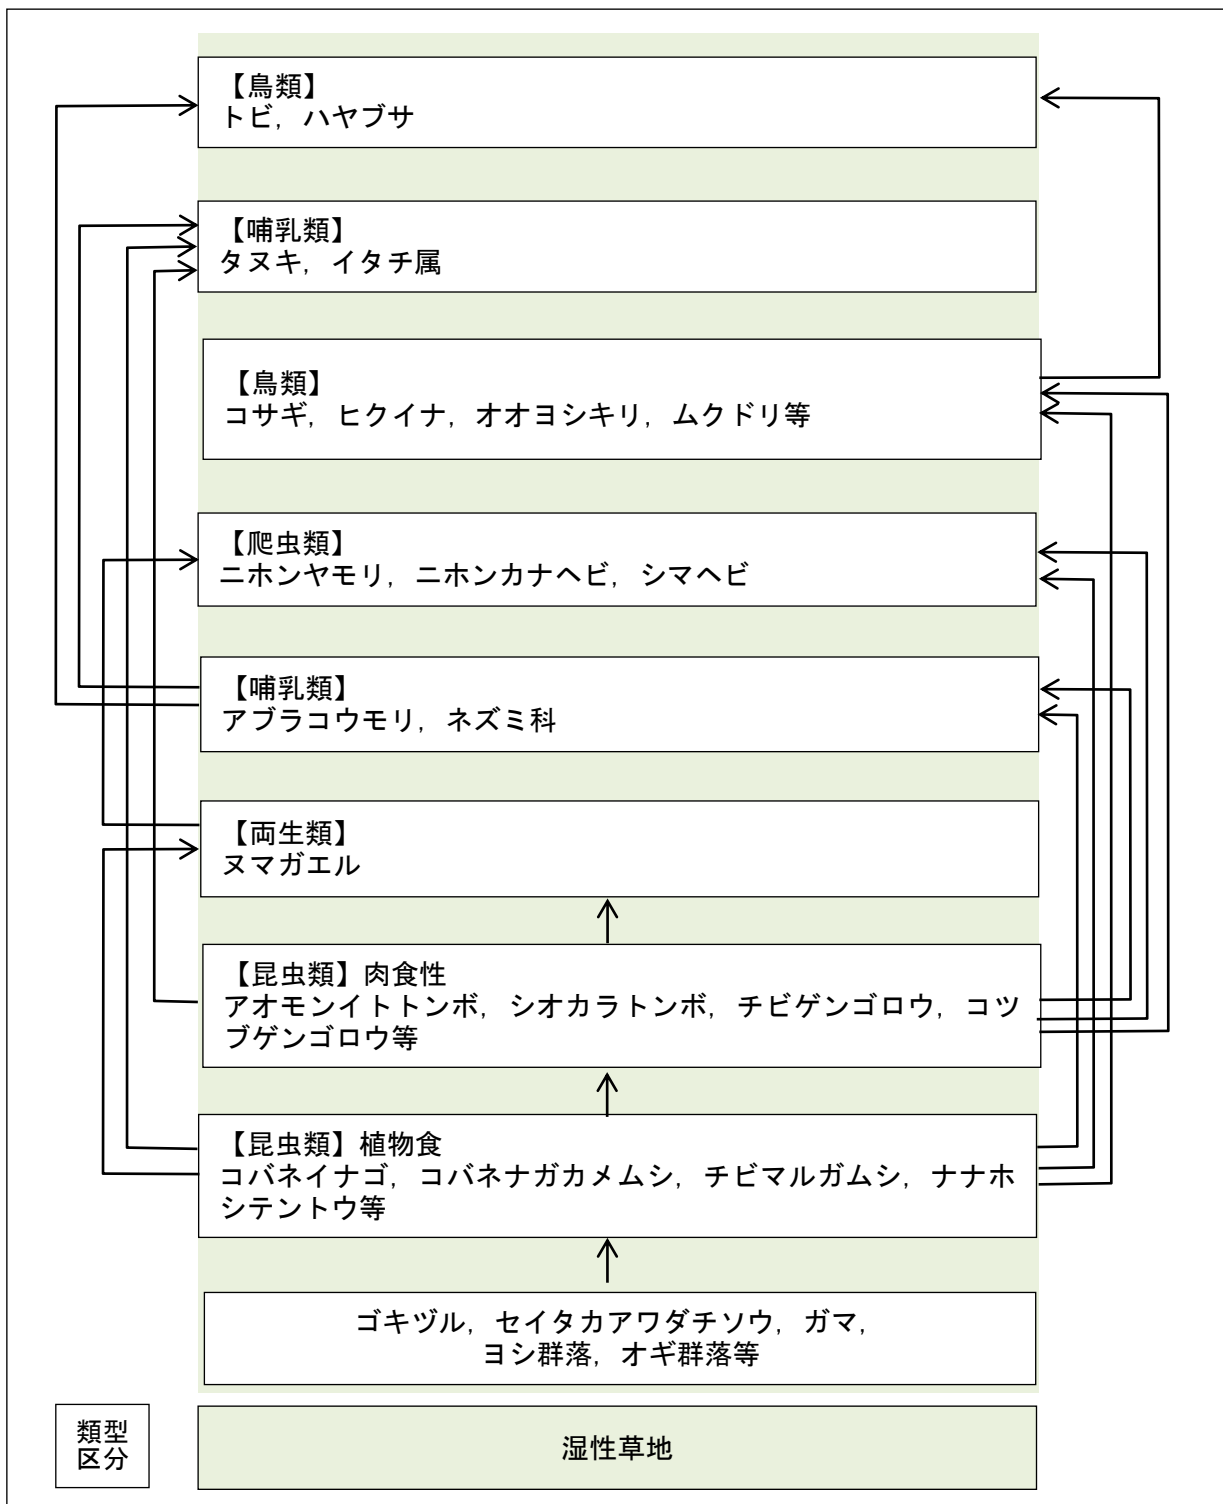 【鳥類】
トビ，ハヤブサ
【哺乳類】
タヌキ，イタチ属
【鳥類】
コサギ，ヒクイナ，オオヨシキリ，ムクドリ等
【爬虫類】
ニホンヤモリ，ニホンカナヘビ，シマヘビ
【哺乳類】
アブラコウモリ，ネズミ科
【両生類】
ヌマガエル
【昆虫類】肉食性
アオモンイトトンボ，シオカラトンボ，チビゲンゴロウ，コツ
ブゲンゴロウ等
【昆虫類】植物食
コバネイナゴ，コバネナガカメムシ，チビマルガムシ，ナナホ
シテントウ等
ゴキヅル，セイタカアワダチソウ，ガマ，
ヨシ群落，オギ群落等
類型
区分
湿性草地